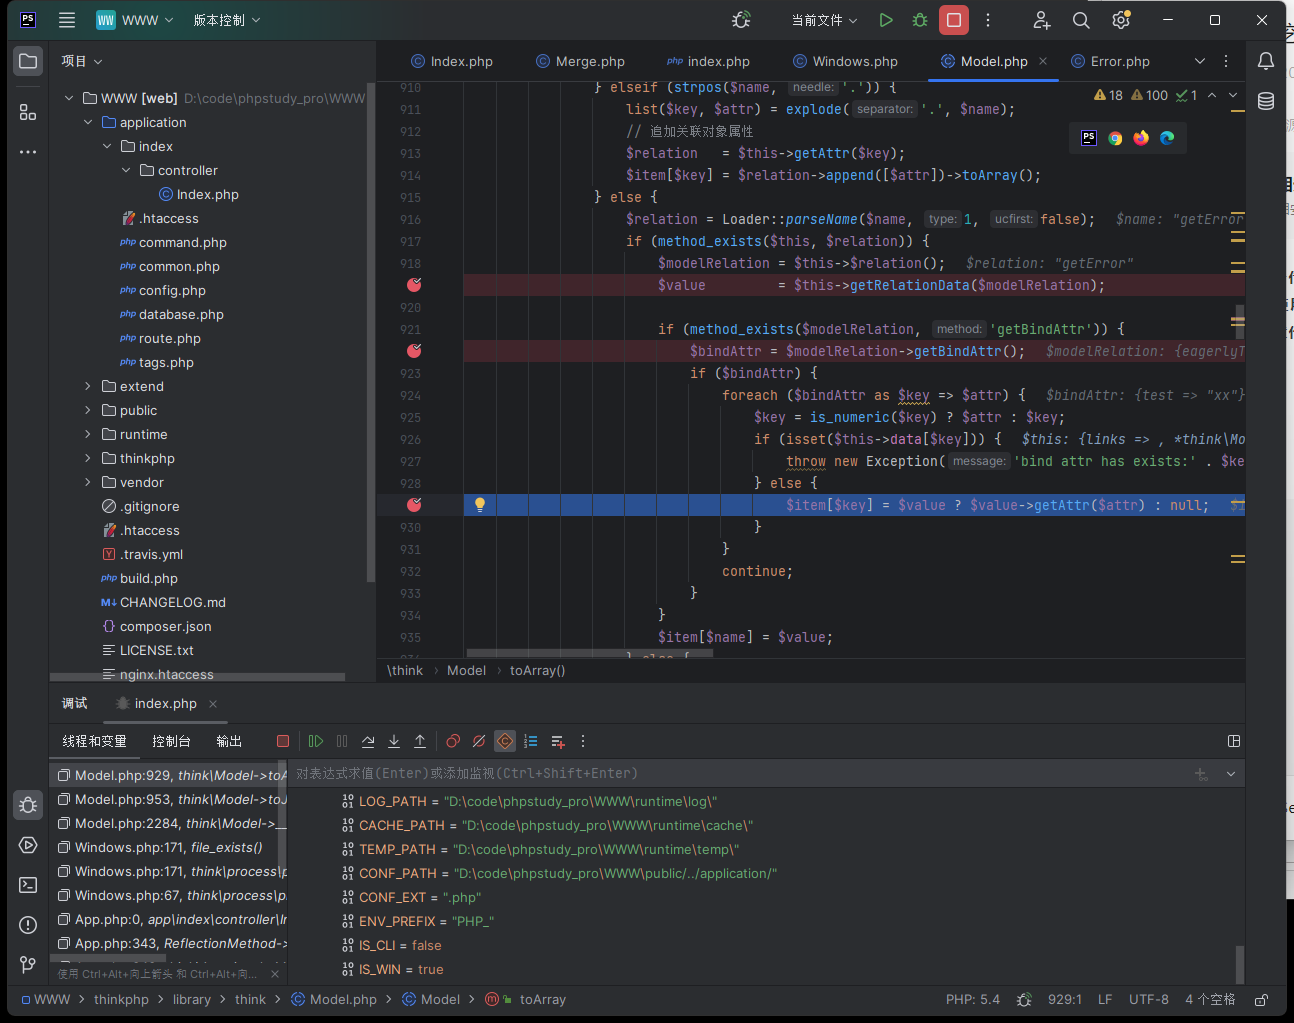 PS WW WWW 版本控制 当前文件
项目
Index.php Merge.php php index.php Windows.php Model.php Error.php
WWW [web] D:\code\phpstudy_pro\WWW
application
index
controller
Index.php
.htaccess
php command.php
php common.php
php config.php
php database.php
php route.php
php tags.php
extend
public
runtime
thinkphp
vendor
.gitignore
.htaccess
.travis.yml
php build.php
M↓ CHANGELOG.md
{} composer.json
LICENSE.txt
nginx.htaccess
18 100 1
910 } elseif (strpos($name, needle: '.')) {
911 list($key, $attr) = explode( separator: '.', $name);
912 // 追加关联对象属性
913 $relation   = $this->getAttr($key);
914 $item[$key] = $relation->append([$attr])->toArray();
915 } else {
916 $relation = Loader::parseName($name, type: 1, ucfirst: false); $name: "getError
917 if (method_exists($this, $relation)) {
918 $modelRelation = $this->$relation(); $relation: "getError"
$value         = $this->getRelationData($modelRelation);
920
921 if (method_exists($modelRelation, method: 'getBindAttr')) {
$bindAttr = $modelRelation->getBindAttr(); $modelRelation: {eagerlyT
923 if ($bindAttr) {
924 foreach ($bindAttr as $key => $attr) { $bindAttr: {test => "xx"}
925 $key = is_numeric($key) ? $attr : $key;
926 if (isset($this->data[$key])) { $this: {links => , *think\Mo
927 throw new Exception( message: 'bind attr has exists:' . $ke
928 } else {
$item[$key] = $value ? $value->getAttr($attr) : null;
930 }
931 }
932 continue;
933 }
934 }
935 $item[$name] = $value;
} else {
\think Model toArray()
调试 index.php
线程和变量 控制台 输出
Model.php:929, think\Model->toA
Model.php:953, think\Model->toJ
Model.php:2284, think\Model->__
Windows.php:171, file_exists()
Windows.php:171, think\process\p
Windows.php:67, think\process\p
App.php:0, app\index\controller\In
App.php:343, ReflectionMethod->
使用 Ctrl+Alt+向上箭头 和 Ctrl+Alt+向...
对表达式求值(Enter)或添加监视(Ctrl+Shift+Enter)
LOG_PATH = "D:\code\phpstudy_pro\WWW\runtime\log\"
CACHE_PATH = "D:\code\phpstudy_pro\WWW\runtime\cache\"
TEMP_PATH = "D:\code\phpstudy_pro\WWW\runtime\temp\"
CONF_PATH = "D:\code\phpstudy_pro\WWW\public/../application/"
CONF_EXT = ".php"
ENV_PREFIX = "PHP_"
IS_CLI = false
IS_WIN = true
WWW thinkphp library think Model.php Model toArray PHP: 5.4 929:1 LF UTF-8 4 个空格